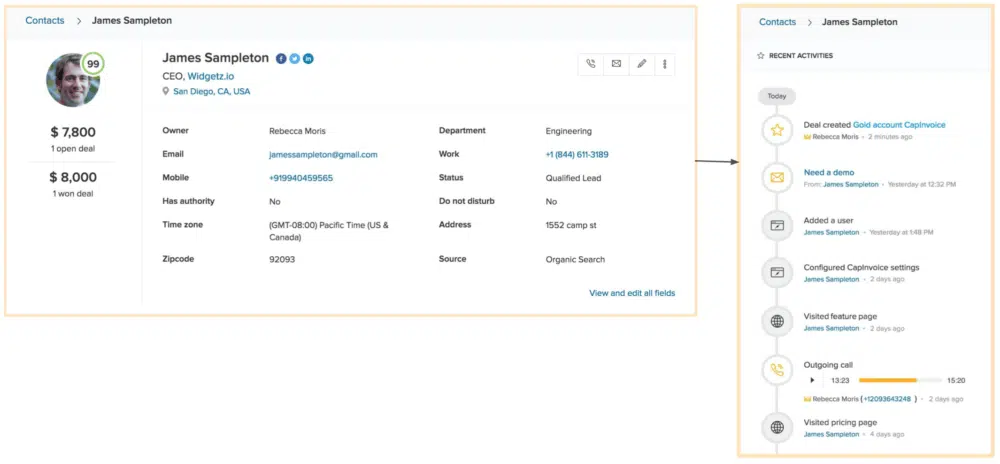 Contacts > James Sampleton
99
$ 7,800
1 open deal
$ 8,000
1 won deal
James Sampleton
CEO, Widgetz.io
San Diego, CA, USA
Owner Rebecca Moris Department Engineering
Email jamessampleton@gmail.com Work +1 (844) 611-3189
Mobile +919940459565 Status Qualified Lead
Has authority No Do not disturb No
Time zone (GMT-08:00) Pacific Time (US &
Canada) Address 1552 camp st
Zipcode 92093 Source Organic Search
View and edit all fields
Contacts > James Sampleton
RECENT ACTIVITIES
Today
Deal created Gold account CapInvoice
Rebecca Moris • 2 minutes ago
Need a demo
From: James Sampleton • Yesterday at 12:32 PM
Added a user
James Sampleton • Yesterday at 1:48 PM
Configured CapInvoice settings
James Sampleton • 2 days ago
Visited feature page
James Sampleton • 2 days ago
Outgoing call
13:23 15:20
Rebecca Moris (+12093643248 ) • 2 days ago
Visited pricing page
James Sampleton • 4 days ago